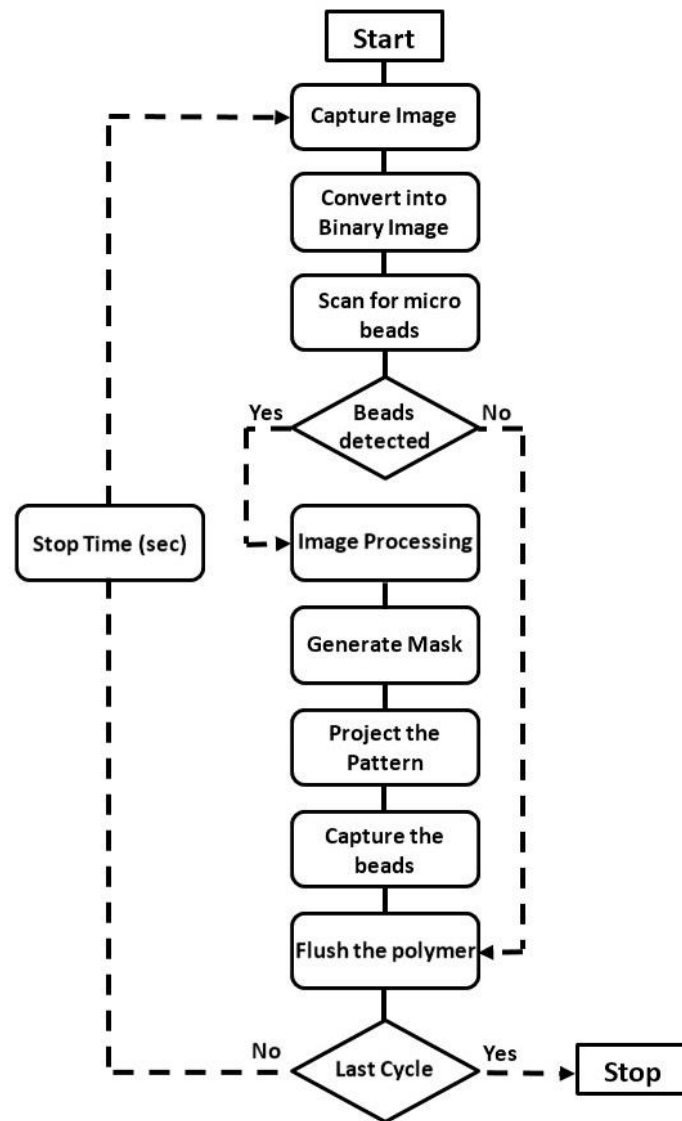 Start
Capture Image
Convert into
Binary Image
Scan for micro
beads
Yes
Beads
detected
No
Stop Time (sec)
Image Processing
Generate Mask
Project the
Pattern
Capture the
beads
Flush the polymer
No
Last Cycle
Yes
Stop